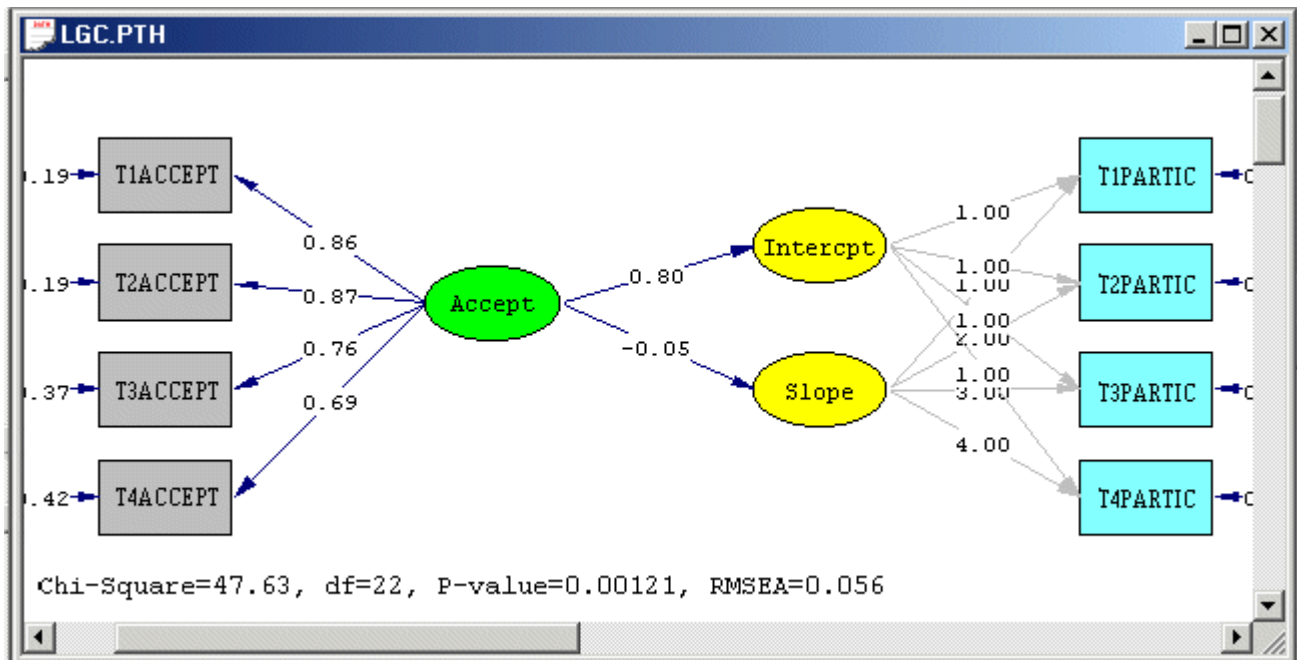 LGC.PTH
.19 T1ACCEPT
.19 T2ACCEPT
.37 T3ACCEPT
.42 T4ACCEPT
0.86
0.87
0.76
0.69
Accept
0.80
-0.05
Intercpt
Slope
1.00
1.00
1.00
1.00
2.00
1.00
3.00
4.00
T1PARTIC
T2PARTIC
T3PARTIC
T4PARTIC
Chi-Square=47.63, df=22, P-value=0.00121, RMSEA=0.056